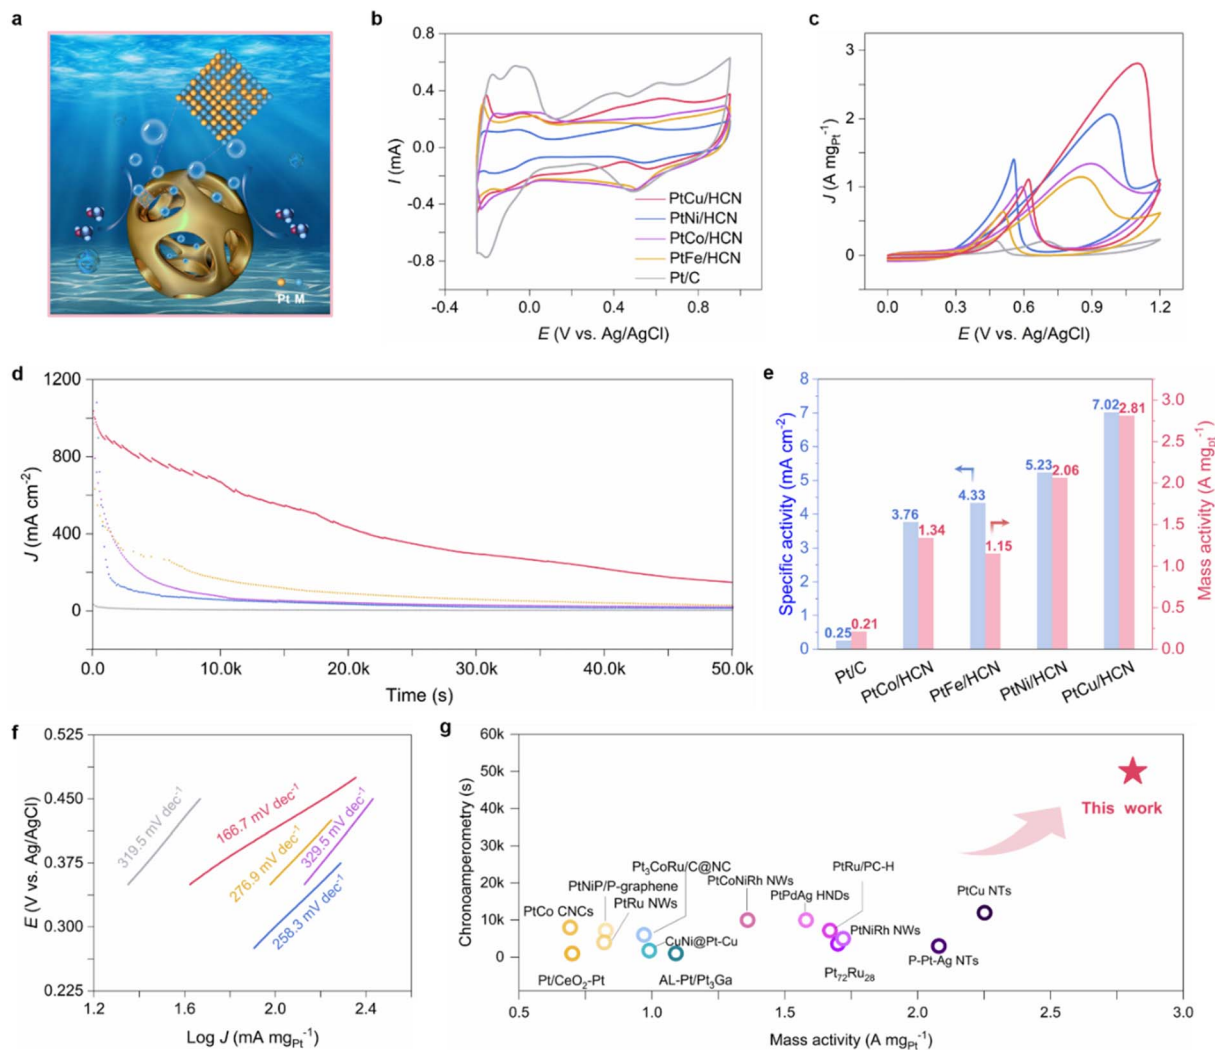 a
Pt M
b
0.8
0.4
0.0
-0.4
-0.8
I (mA)
PtCu/HCN
PtNi/HCN
PtCo/HCN
PtFe/HCN
Pt/C
-0.4
0.0
0.4
0.8
E (V vs. Ag/AgCl)
c
3
2
1
0
J (A mgPt⁻¹)
0.0
0.3
0.6
0.9
1.2
E (V vs. Ag/AgCl)
d
1200
800
400
0
J (mA cm⁻²)
0.0
10.0k
20.0k
30.0k
40.0k
50.0k
Time (s)
e
8
7
6
5
4
3
2
1
0
Specific activity (mA cm⁻²)
0.25
0.21
3.76
1.34
4.33
1.15
5.23
2.06
7.02
2.81
3.0
2.5
2.0
1.5
1.0
0.5
0.0
Mass activity (A mgPt⁻¹)
Pt/C
PtCo/HCN
PtFe/HCN
PtNi/HCN
PtCu/HCN
f
0.525
0.450
0.375
0.300
0.225
E (V vs. Ag/AgCl)
319.5 mV dec⁻¹
166.7 mV dec⁻¹
276.9 mV dec⁻¹
329.5 mV dec⁻¹
258.3 mV dec⁻¹
1.2
1.6
2.0
2.4
Log J (mA mgPt⁻¹)
g
60k
50k
40k
30k
20k
10k
0
Chronoamperometry (s)
This work
Pt₃CoRu/C@NC
PtRu/PC-H
PtNiP/P-graphene
PtCoNiRh NWs
PtPdAg HNDs
PtCu NTs
PtCo CNCs
PtRu NWs
PtNiRh NWs
CuNi@Pt-Cu
P-Pt-Ag NTs
Pt/CeO₂-Pt
AL-Pt/Pt₃Ga
Pt₇₂Ru₂₈
0.5
1.0
1.5
2.0
2.5
3.0
Mass activity (A mgPt⁻¹)